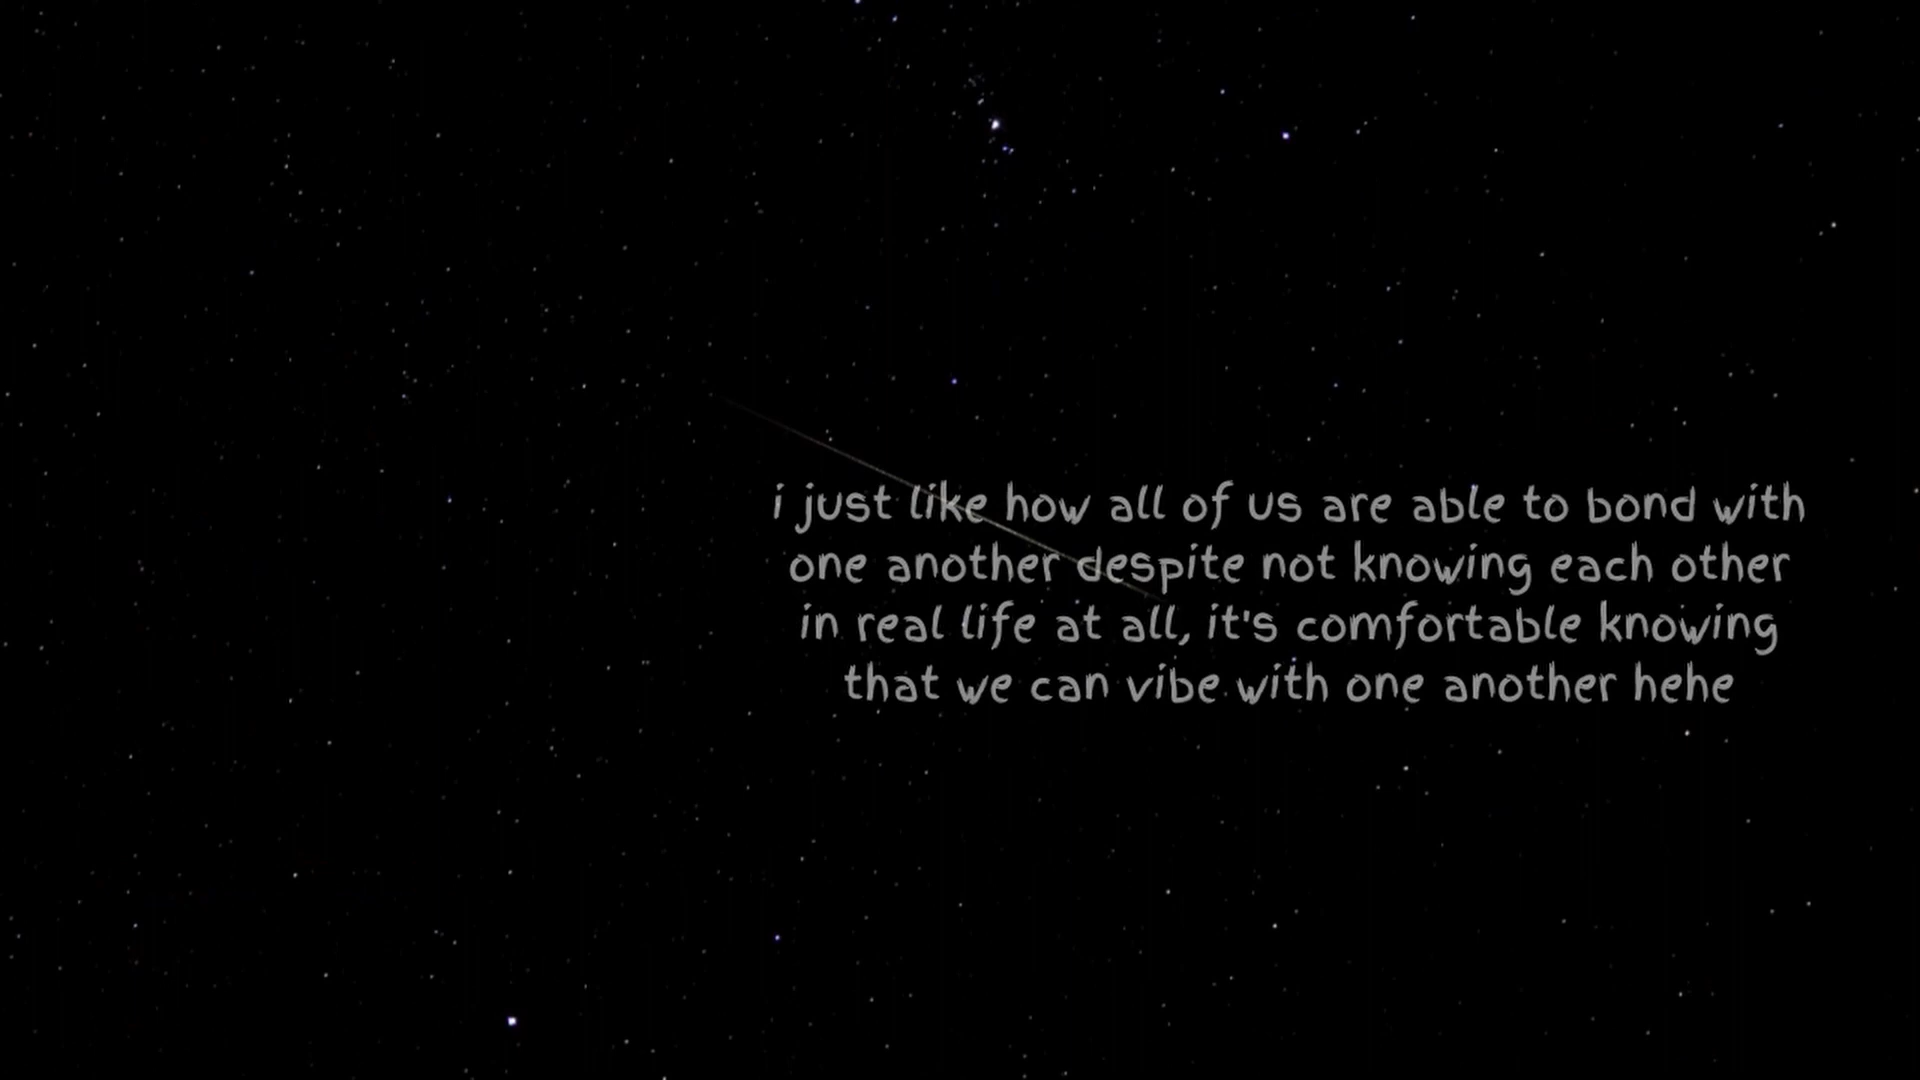 i just like how all of us are able to bond with
one another despite not knowing each other
in real life at all, it's comfortable knowing
that we can vibe with one another hehe